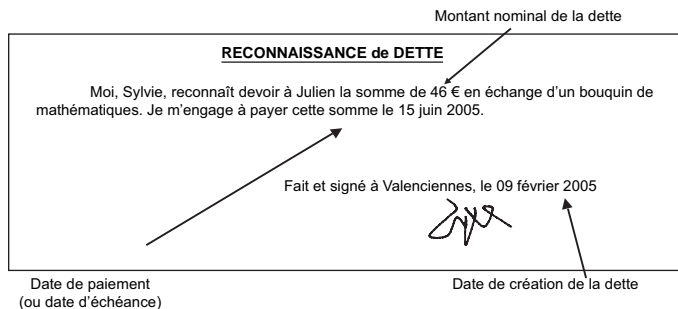 Montant nominal de la dette
RECONNAISSANCE de DETTE
Moi, Sylvie, reconnaît devoir à Julien la somme de 46 € en échange d’un bouquin de
mathématiques. Je m’engage à payer cette somme le 15 juin 2005.
Fait et signé à Valenciennes, le 09 février 2005
Date de paiement
(ou date d’échéance)
Date de création de la dette